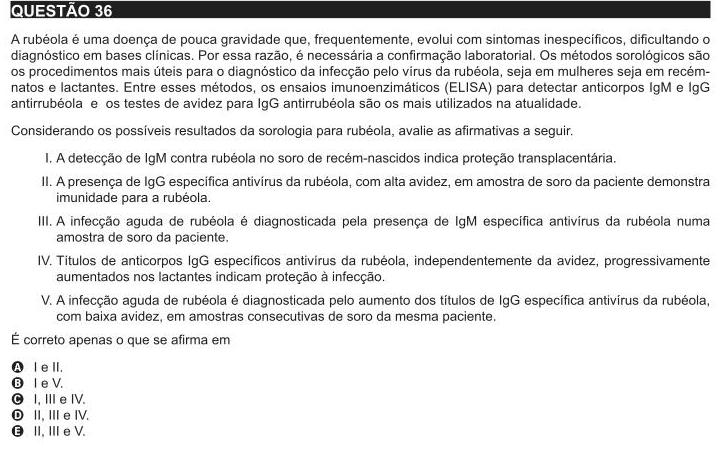 QUESTÃO 36
A rubéola é uma doença de pouca gravidade que, frequentemente, evolui com sintomas inespecíficos, dificultando o
diagnóstico em bases clínicas. Por essa razão, é necessária a confirmação laboratorial. Os métodos sorológicos são
os procedimentos mais úteis para o diagnóstico da infecção pelo vírus da rubéola, seja em mulheres seja em recém-
natos e lactantes. Entre esses métodos, os ensaios imunoenzimáticos (ELISA) para detectar anticorpos IgM e IgG
antirrubéola e os testes de avidez para IgG antirrubéola são os mais utilizados na atualidade.
Considerando os possíveis resultados da sorologia para rubéola, avalie as afirmativas a seguir.
I. A detecção de IgM contra rubéola no soro de recém-nascidos indica proteção transplacentária.
II. A presença de IgG especifica antivírus da rubéola, com alta avidez, em amostra de soro da paciente demonstra
imunidade para a rubéola.
III. A infecção aguda de rubéola é diagnosticada pela presença de IgM específica antivírus da rubéola numa
amostra de soro da paciente.
IV. Títulos de anticorpos IgG específicos antivírus da rubéola, independentemente da avidez, progressivamente
aumentados nos lactantes indicam proteção à infecção.
V. A infecção aguda de rubéola é diagnosticada pelo aumento dos títulos de IgG específica antivírus da rubéola,
com baixa avidez, em amostras consecutivas de soro da mesma paciente.
É correto apenas o que se afirma em
A I e II.
B I e V.
C I, III e IV.
D II, III e IV.
E II, III e V.